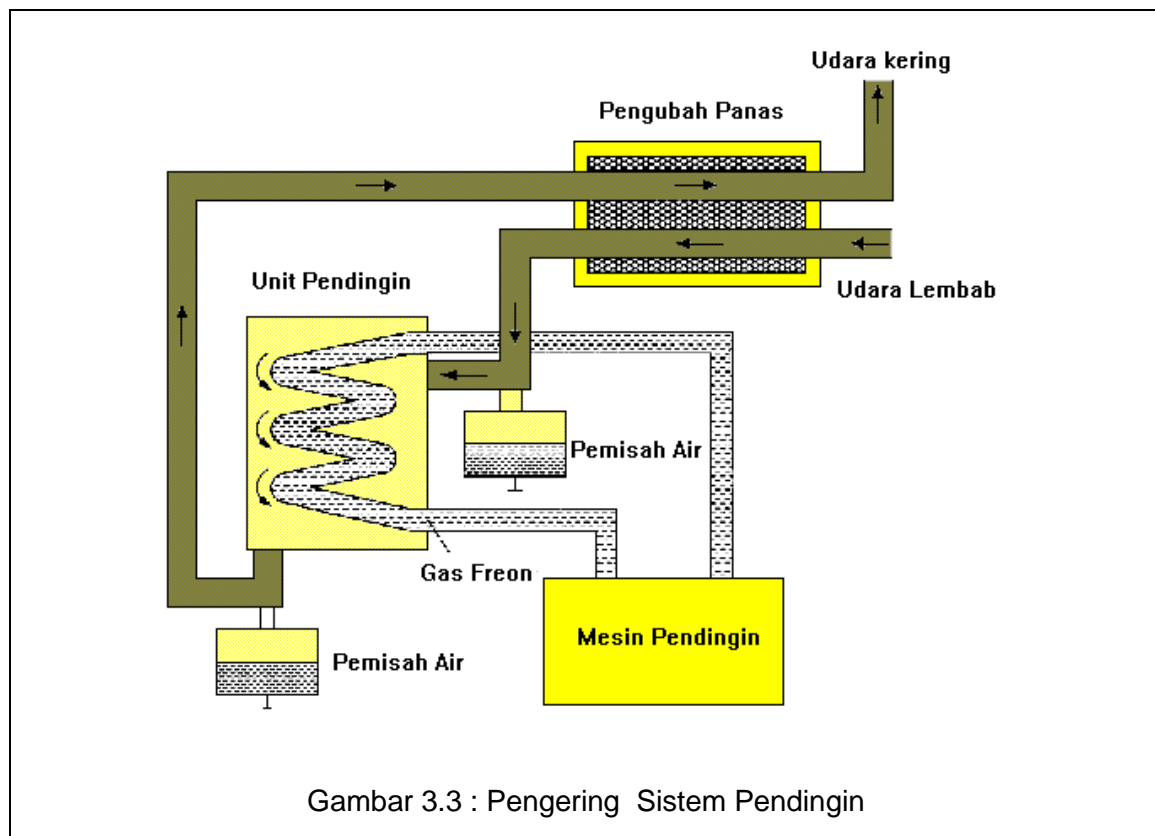 Udara kering
Pengubah Panas
Udara Lembab
Unit Pendingin
Pemisah Air
Gas Freon
Mesin Pendingin
Pemisah Air
Gambar 3.3 : Pengering Sistem Pendingin